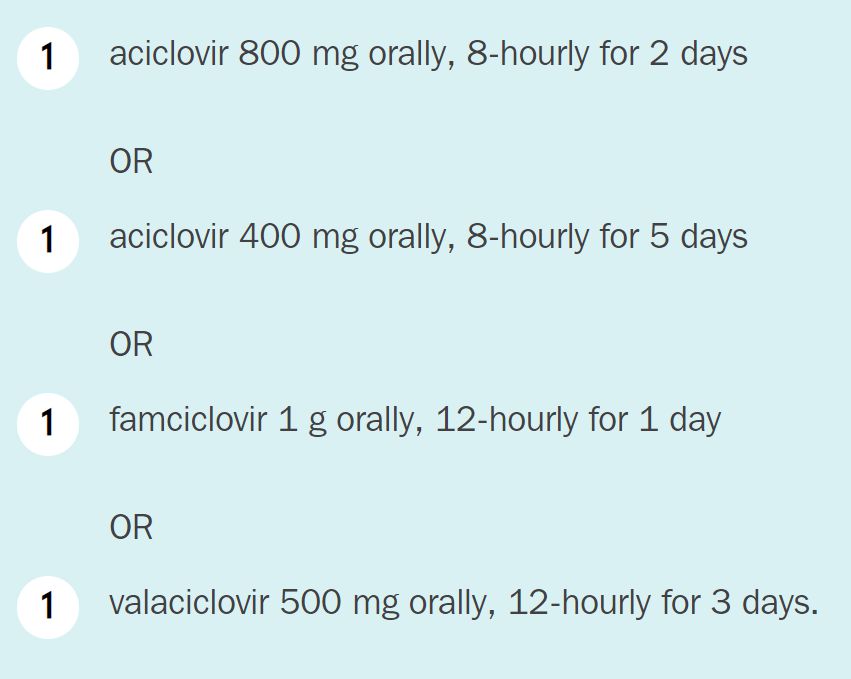 1 aciclovir 800 mg orally, 8-hourly for 2 days
OR
1 aciclovir 400 mg orally, 8-hourly for 5 days
OR
1 famciclovir 1 g orally, 12-hourly for 1 day
OR
1 valaciclovir 500 mg orally, 12-hourly for 3 days.